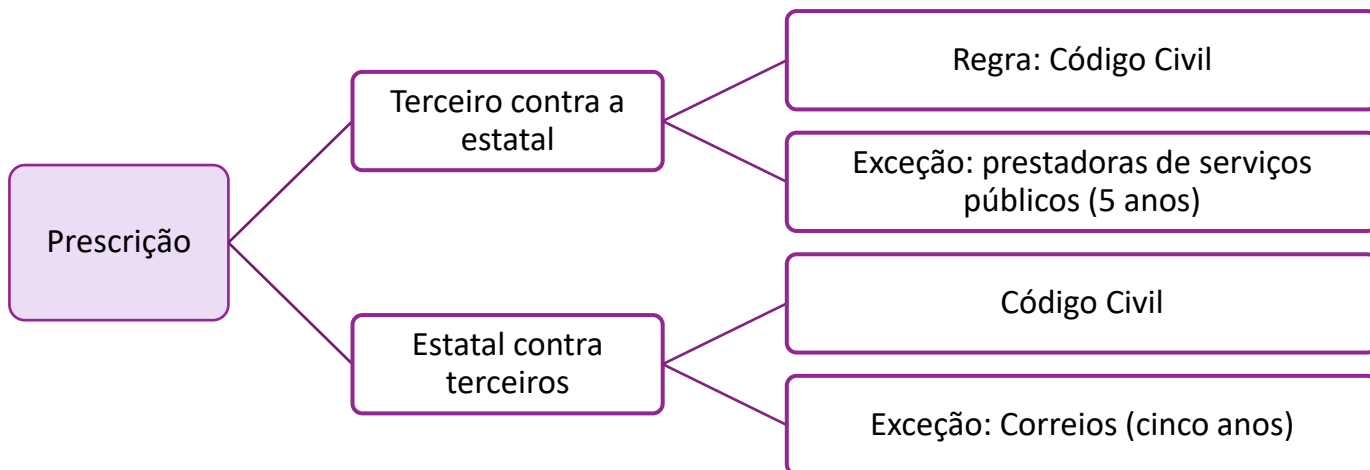 Prescrição
Terceiro contra a
estatal
Regra: Código Civil
Exceção: prestadoras de serviços
públicos (5 anos)
Estatal contra
terceiros
Código Civil
Exceção: Correios (cinco anos)